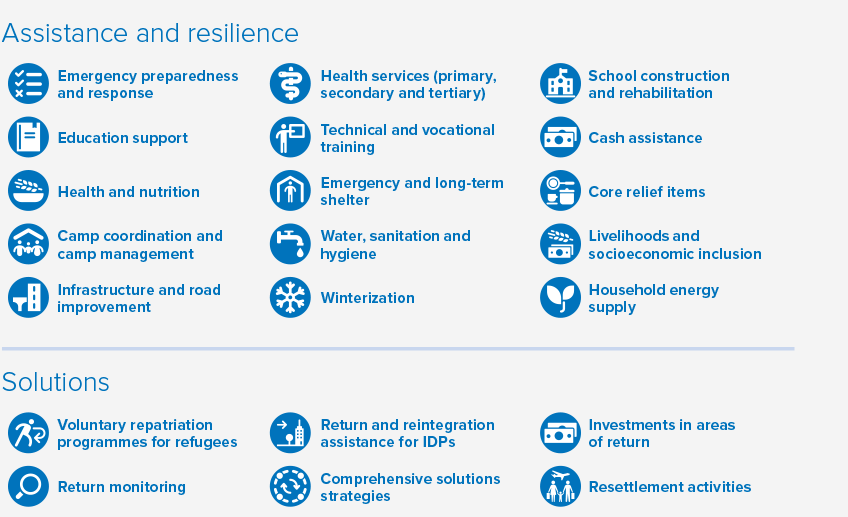 Assistance and resilience
Emergency preparedness
and response
Health services (primary,
secondary and tertiary)
School construction
and rehabilitation
Education support
Technical and vocational
training
Cash assistance
Health and nutrition
Emergency and long-term
shelter
Core relief items
Camp coordination and
camp management
Water, sanitation and
hygiene
Livelihoods and
socioeconomic inclusion
Infrastructure and road
improvement
Winterization
Household energy
supply
Solutions
Voluntary repatriation
programmes for refugees
Return and reintegration
assistance for IDPs
Investments in areas
of return
Return monitoring
Comprehensive solutions
strategies
Resettlement activities